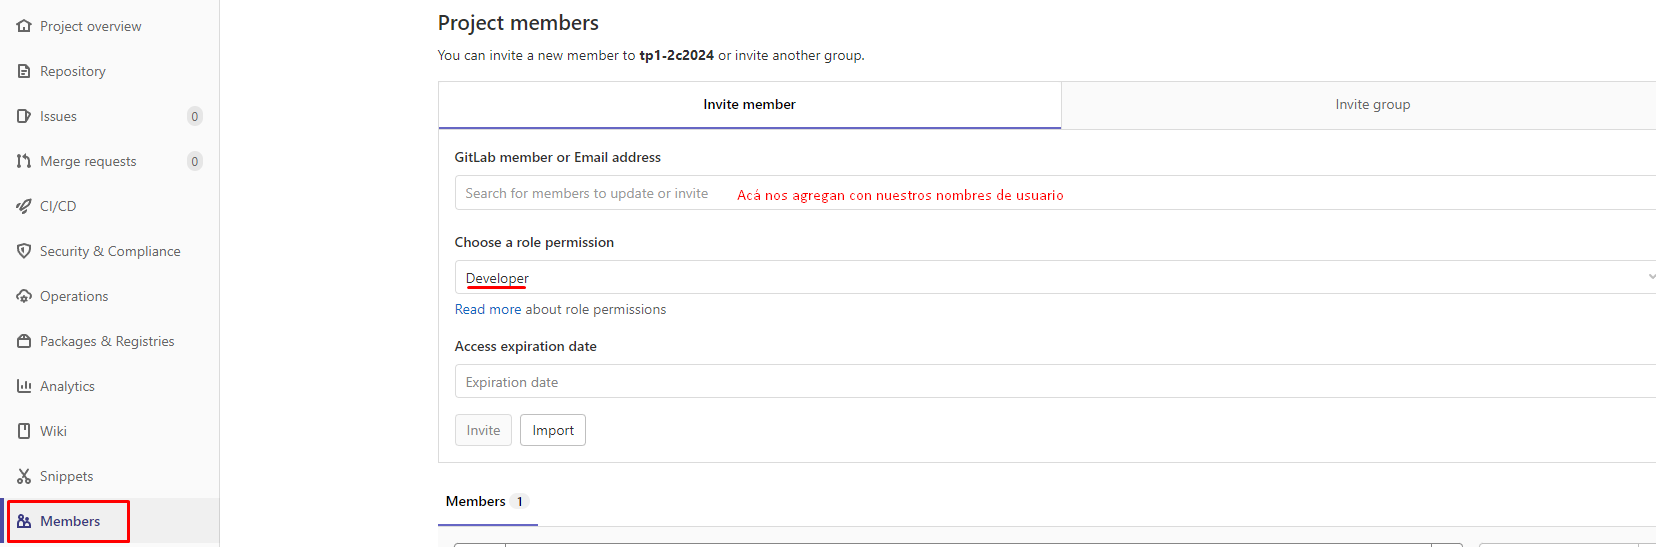 Project overview
Repository
Issues 0
Merge requests 0
CI/CD
Security & Compliance
Operations
Packages & Registries
Analytics
Wiki
Snippets
Members
Project members
You can invite a new member to tp1-2c2024 or invite another group.
Invite member
Invite group
GitLab member or Email address
Search for members to update or invite
Acá nos agregan con nuestros nombres de usuario
Choose a role permission
Developer
Read more about role permissions
Access expiration date
Expiration date
Invite
Import
Members 1